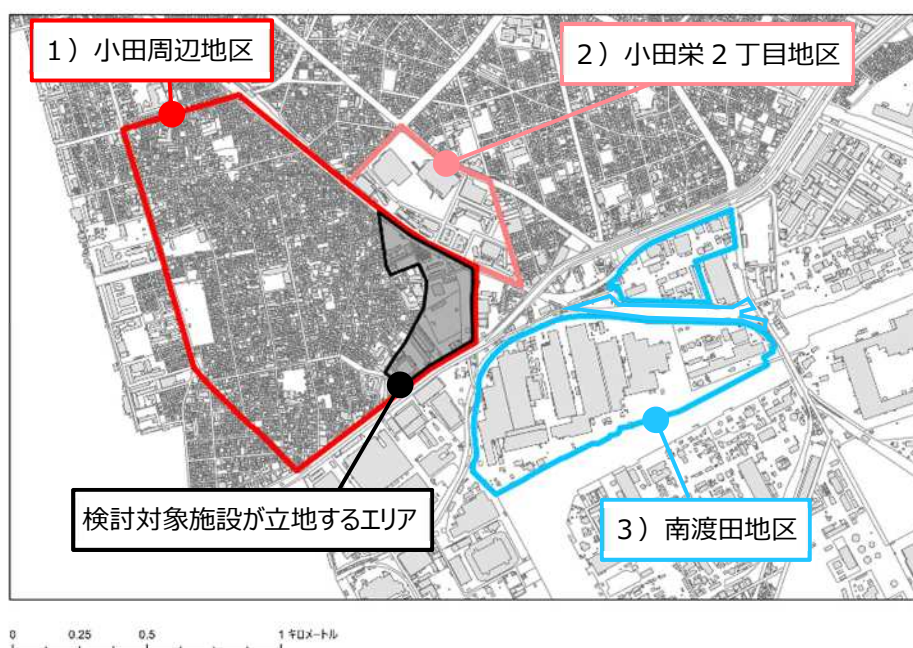 1）小田周辺地区
2）小田栄2丁目地区
検討対象施設が立地するエリア
3）南渡田地区
0 0.25 0.5 1 キロメートル